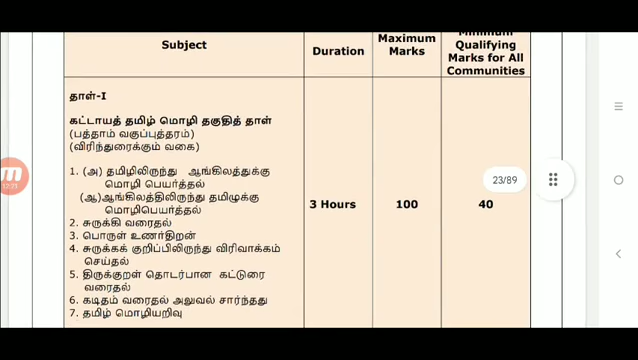 Subject
Duration
Maximum
Marks
Minimum
Qualifying
Marks for All
Communities
தாள்-I
கட்டாயத் தமிழ் மொழி தகுதித் தாள்
(பத்தாம் வகுப்புத்தரம்)
(விரிந்துரைக்கும் வகை)
1. (அ) தமிழிலிருந்து ஆங்கிலத்துக்கு
மொழி பெயர்த்தல்
(ஆ)ஆங்கிலத்திலிருந்து தமிழுக்கு
மொழிபெயர்த்தல்
2. சுருக்கி வரைதல்
3. பொருள் உணர்திறன்
4. சுருக்கக் குறிப்பிலிருந்து விரிவாக்கம்
செய்தல்
5. திருக்குறள் தொடர்பான கட்டுரை
வரைதல்
6. கடிதம் வரைதல் அலுவல் சார்ந்தது
7. தமிழ் மொழியறிவு
3 Hours
100
40
23/89